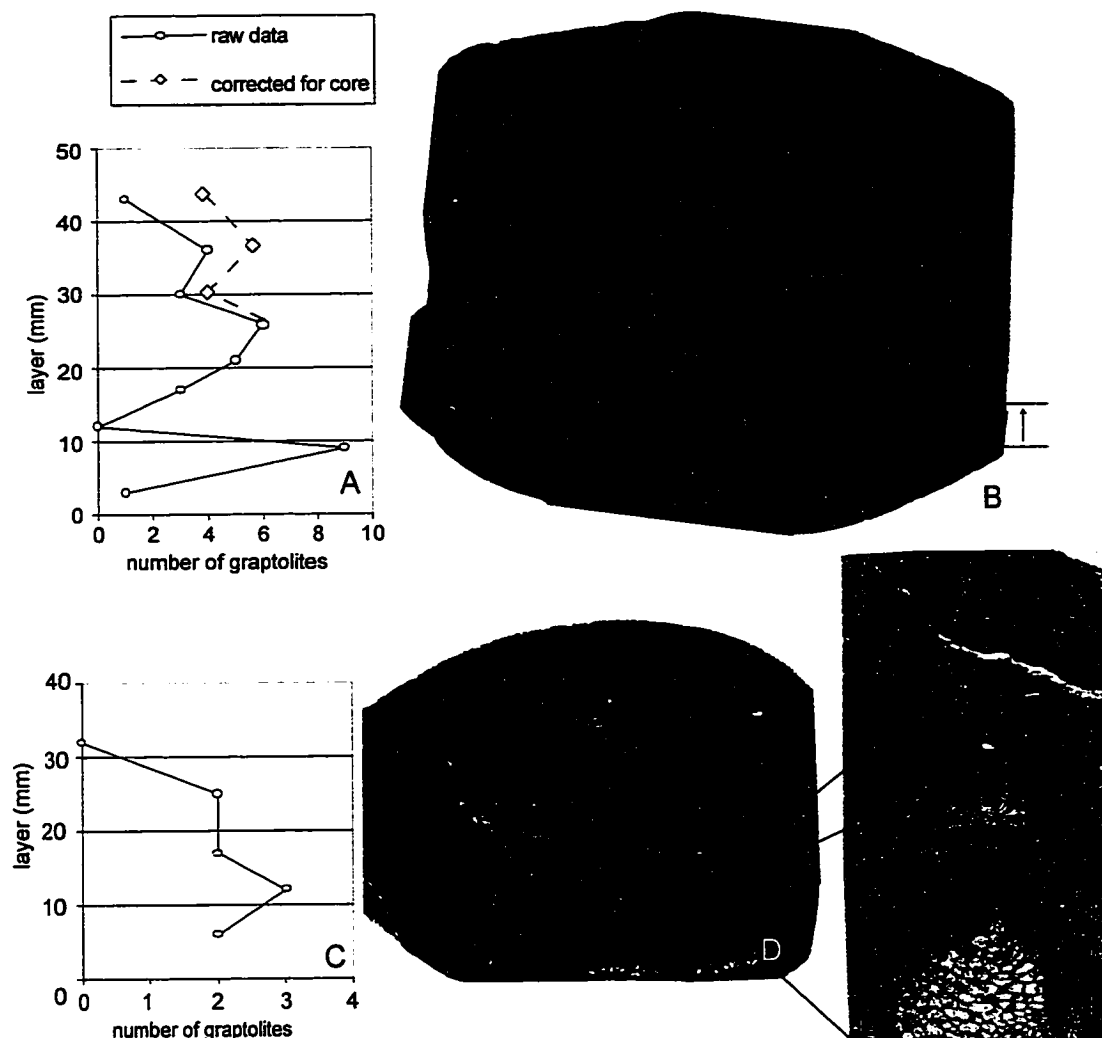 raw data
corrected for core
50
40
30
20
10
0
layer (mm)
0 2 4 6 8 10
number of graptolites
A
B
40
30
20
10
0
layer (mm)
0 1 2 3 4
number of graptolites
C
D